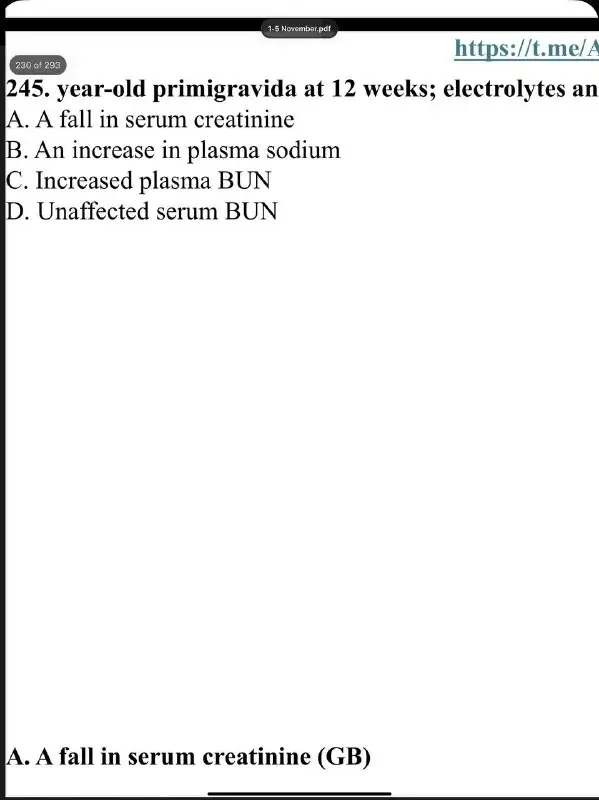 1-5 November.pdf
https://t.me/A
230 of 293
245. year-old primigravida at 12 weeks; electrolytes an
A. A fall in serum creatinine
B. An increase in plasma sodium
C. Increased plasma BUN
D. Unaffected serum BUN
A. A fall in serum creatinine (GB)